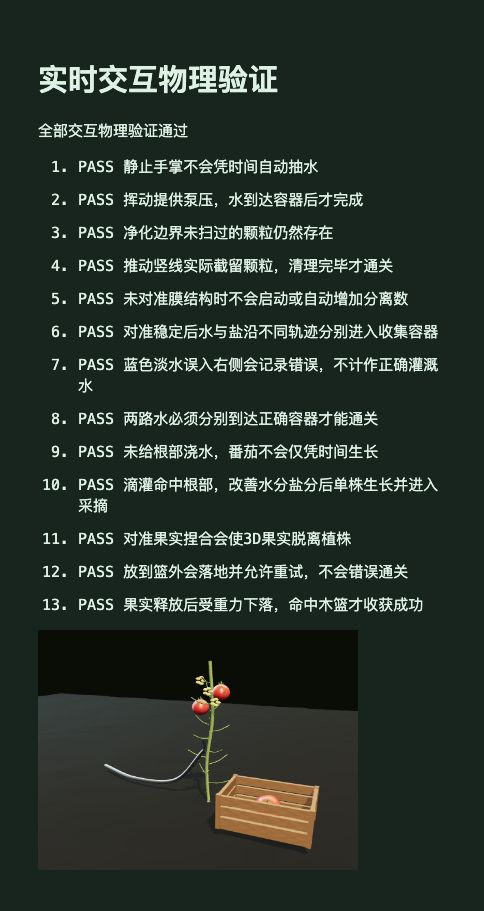 实时交互物理验证
全部交互物理验证通过
1. PASS 静止手掌不会凭时间自动抽水
2. PASS 挥动提供泵压，水到达容器后才完成
3. PASS 净化边界未扫过的颗粒仍然存在
4. PASS 推动竖线实际截留颗粒，清理完毕才通关
5. PASS 未对准膜结构时不会启动或自动增加分离数
6. PASS 对准稳定后水与盐沿不同轨迹分别进入收集容器
7. PASS 蓝色淡水误入右侧会记录错误，不计作正确灌溉
水
8. PASS 两路水必须分别到达正确容器才能通关
9. PASS 未给根部浇水，番茄不会仅凭时间生长
10. PASS 滴灌命中根部，改善水分盐分后单株生长并进入
采摘
11. PASS 对准果实捏合会使3D果实脱离植株
12. PASS 放到篮外会落地并允许重试，不会错误通关
13. PASS 果实释放后受重力下落，命中木篮才收获成功